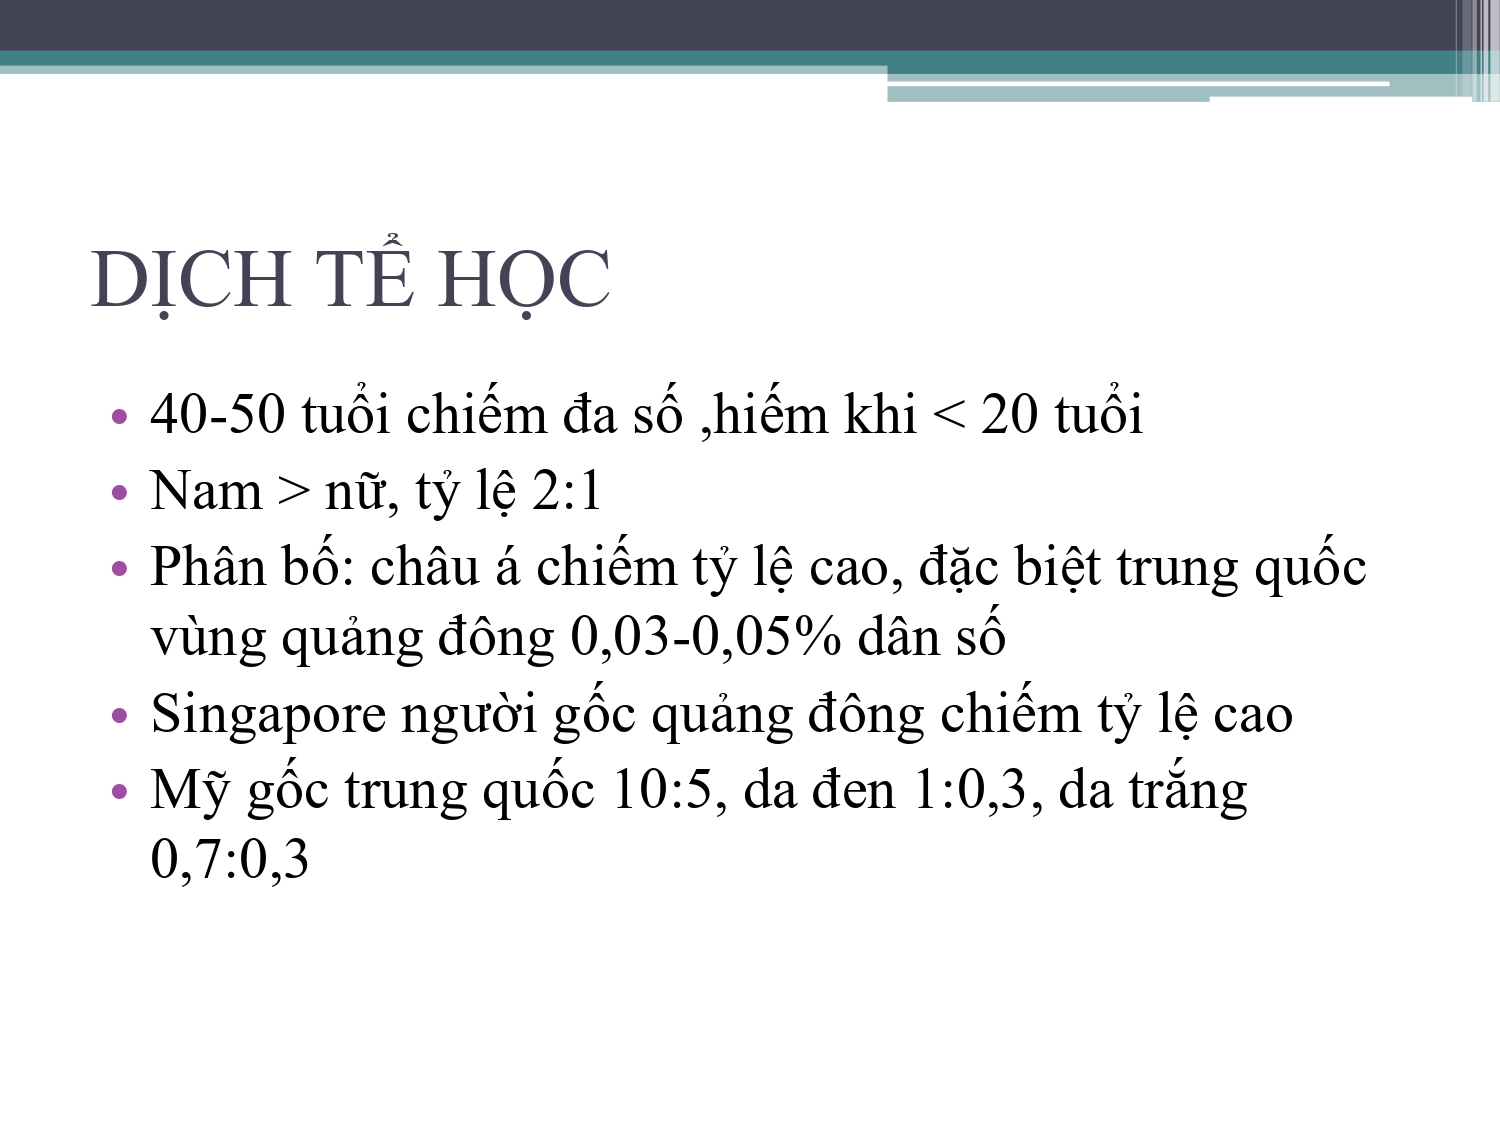 DỊCH TỂ HỌC
• 40-50 tuổi chiếm đa số ,hiếm khi < 20 tuổi
• Nam > nữ, tỷ lệ 2:1
• Phân bố: châu á chiếm tỷ lệ cao, đặc biệt trung quốc
vùng quảng đông 0,03-0,05% dân số
• Singapore người gốc quảng đông chiếm tỷ lệ cao
• Mỹ gốc trung quốc 10:5, da đen 1:0,3, da trắng
0,7:0,3